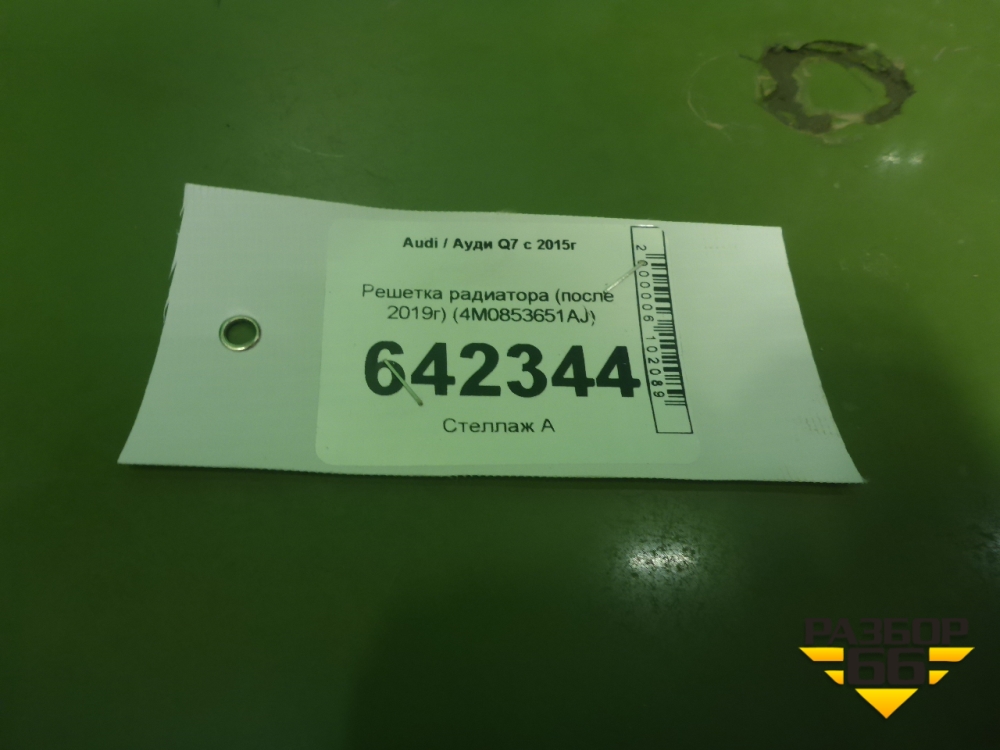 Audi / Ауди Q7 с 2015г
Решетка радиатора (после
2019г) (4M0853651AJ)
642344
Стеллаж А
2000006102089
РАЗБОР
66